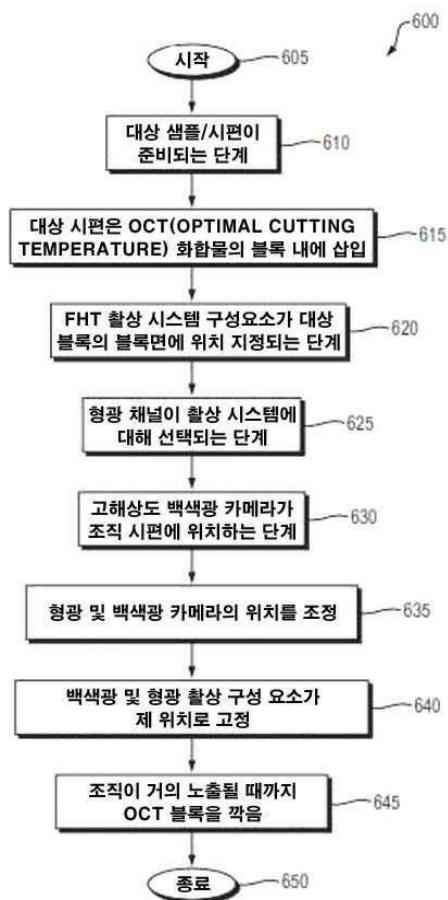 600
시작
605
대상 샘플/시편이
준비되는 단계
610
대상 시편은 OCT(OPTIMAL CUTTING
TEMPERATURE) 화합물의 블록 내에 삽입
615
FHT 촬상 시스템 구성요소가 대상
블록의 블록면에 위치 지정되는 단계
620
형광 채널이 촬상 시스템에
대해 선택되는 단계
625
고해상도 백색광 카메라가
조직 시편에 위치하는 단계
630
형광 및 백색광 카메라의 위치를 조정
635
백색광 및 형광 촬상 구성 요소가
제 위치로 고정
640
조직이 거의 노출될 때까지
OCT 블록을 깎음
645
종료
650